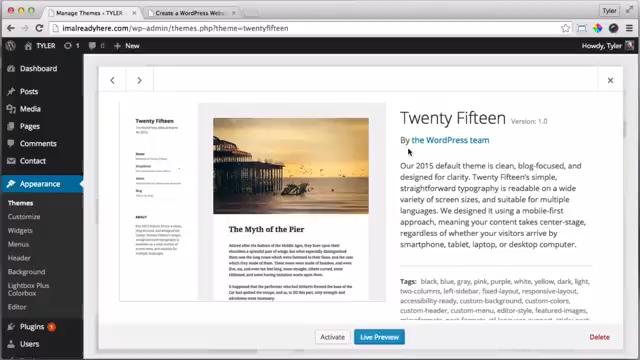 Manage Themes ‹ TYLER
Create a WordPress Webs
Tyler
imalreadyhere.com/wp-admin/themes.php?theme=twentyfifteen
TYLER 1 0 + New
Howdy, Tyler
Dashboard
Posts
Media
Pages
Comments
Contact
Appearance
Themes
Customize
Widgets
Menus
Header
Background
Lightbox Plus
Colorbox
Editor
Plugins 1
Users
Twenty Fifteen
ABOUT
The Myth of the Pier
Twenty Fifteen Version: 1.0
By the WordPress team
Our 2015 default theme is clean, blog-focused, and
designed for clarity. Twenty Fifteen's simple,
straightforward typography is readable on a wide
variety of screen sizes, and suitable for multiple
languages. We designed it using a mobile-first
approach, meaning your content takes center-stage,
regardless of whether your visitors arrive by
smartphone, tablet, laptop, or desktop computer.
Tags: black, blue, gray, pink, purple, white, yellow, dark, light,
two-columns, left-sidebar, fixed-layout, responsive-layout,
accessibility-ready, custom-background, custom-colors,
custom-header, custom-menu, editor-style, featured-images,
Activate
Live Preview
Delete